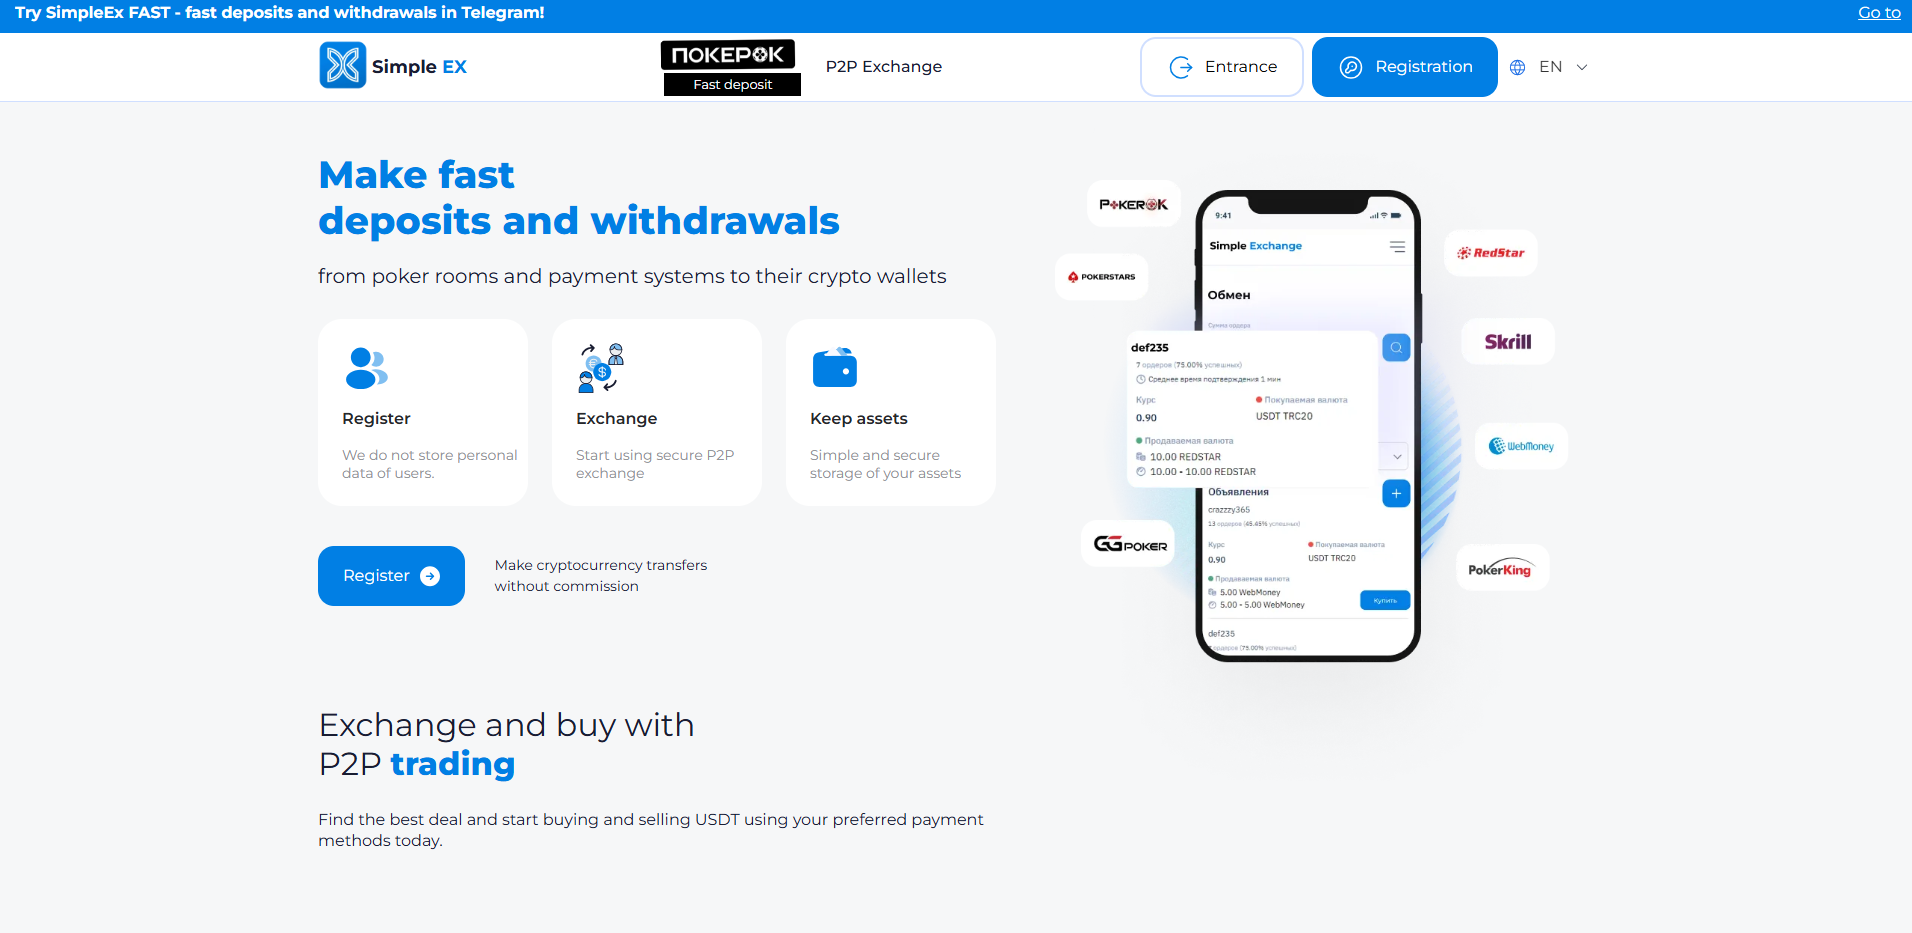 Try SimpleEx FAST - fast deposits and withdrawals in Telegram!
Go to
Simple EX
ПОКЕРОК
Fast deposit
P2P Exchange
Entrance
Registration
EN
Make fast
deposits and withdrawals
from poker rooms and payment systems to their crypto wallets
Register
We do not store personal
data of users.
Exchange
Start using secure P2P
exchange
Keep assets
Simple and secure
storage of your assets
Register
Make cryptocurrency transfers
without commission
POKEROK
POKERSTARS
GGPOKER
9:41
Simple Exchange
Обмен
Сумма ордера
def235
7 ордеров (75.00% успешных)
Среднее время подтверждения 1 мин
Курс
Покупаемая валюта
0.90
USDT TRC20
Продаваемая валюта
10.00 REDSTAR
10.00 - 10.00 REDSTAR
Объявления
crazzzy365
13 ордеров (45.45% успешных)
Курс
Покупаемая валюта
0.90
USDT TRC20
Продаваемая валюта
5.00 WebMoney
5.00 - 5.00 WebMoney
Купить
def235
7 ордеров (75.00% успешных)
RedStar
Skrill
WebMoney
PokerKing
Exchange and buy with
P2P trading
Find the best deal and start buying and selling USDT using your preferred payment
methods today.